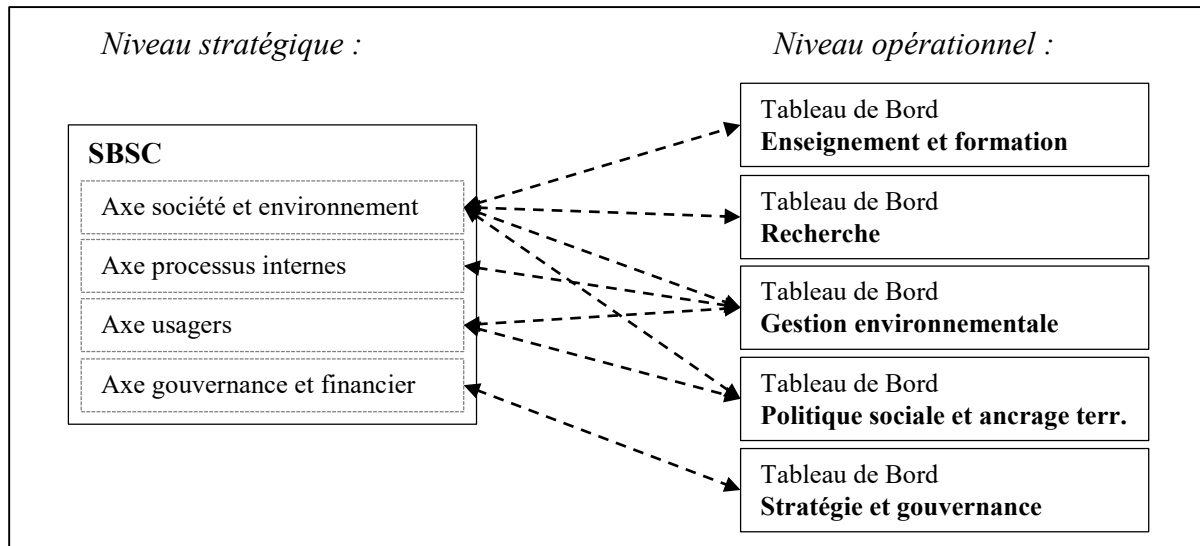 Niveau stratégique :
SBSC
Axe société et environnement
Axe processus internes
Axe usagers
Axe gouvernance et financier
Niveau opérationnel :
Tableau de Bord
Enseignement et formation
Tableau de Bord
Recherche
Tableau de Bord
Gestion environnementale
Tableau de Bord
Politique sociale et ancrage terr.
Tableau de Bord
Stratégie et gouvernance